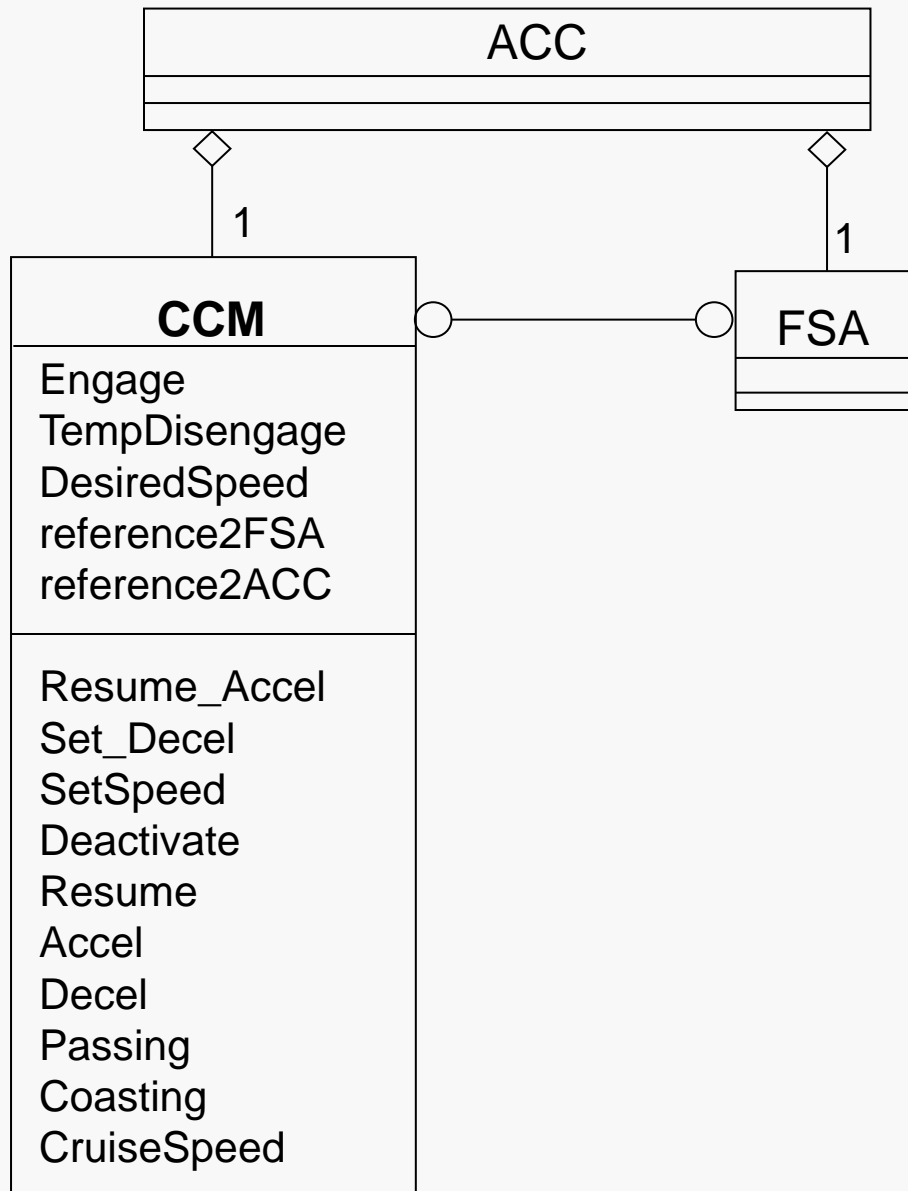 ACC
1
1
CCM
FSA
Engage
TempDisengage
DesiredSpeed
reference2FSA
reference2ACC
Resume_Accel
Set_Decel
SetSpeed
Deactivate
Resume
Accel
Decel
Passing
Coasting
CruiseSpeed